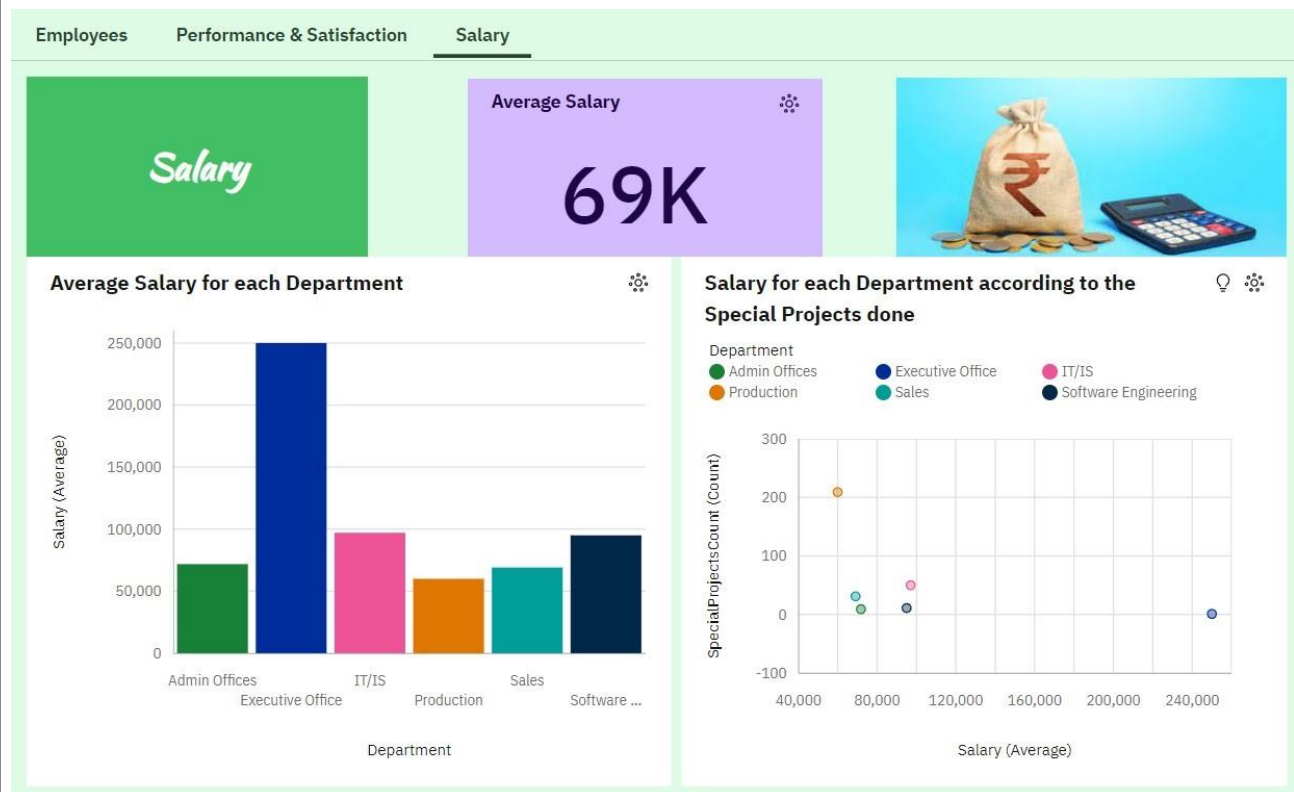 Employees Performance & Satisfaction Salary
Salary
Average Salary
69K
₹
Average Salary for each Department
250,000
200,000
150,000
100,000
50,000
0
Salary (Average)
Admin Offices IT/IS Sales
Executive Office Production Software ...
Department
Salary for each Department according to the
Special Projects done
Department
Admin Offices Executive Office IT/IS
Production Sales Software Engineering
300
200
100
0
-100
SpecialProjectsCount (Count)
40,000 80,000 120,000 160,000 200,000 240,000
Salary (Average)